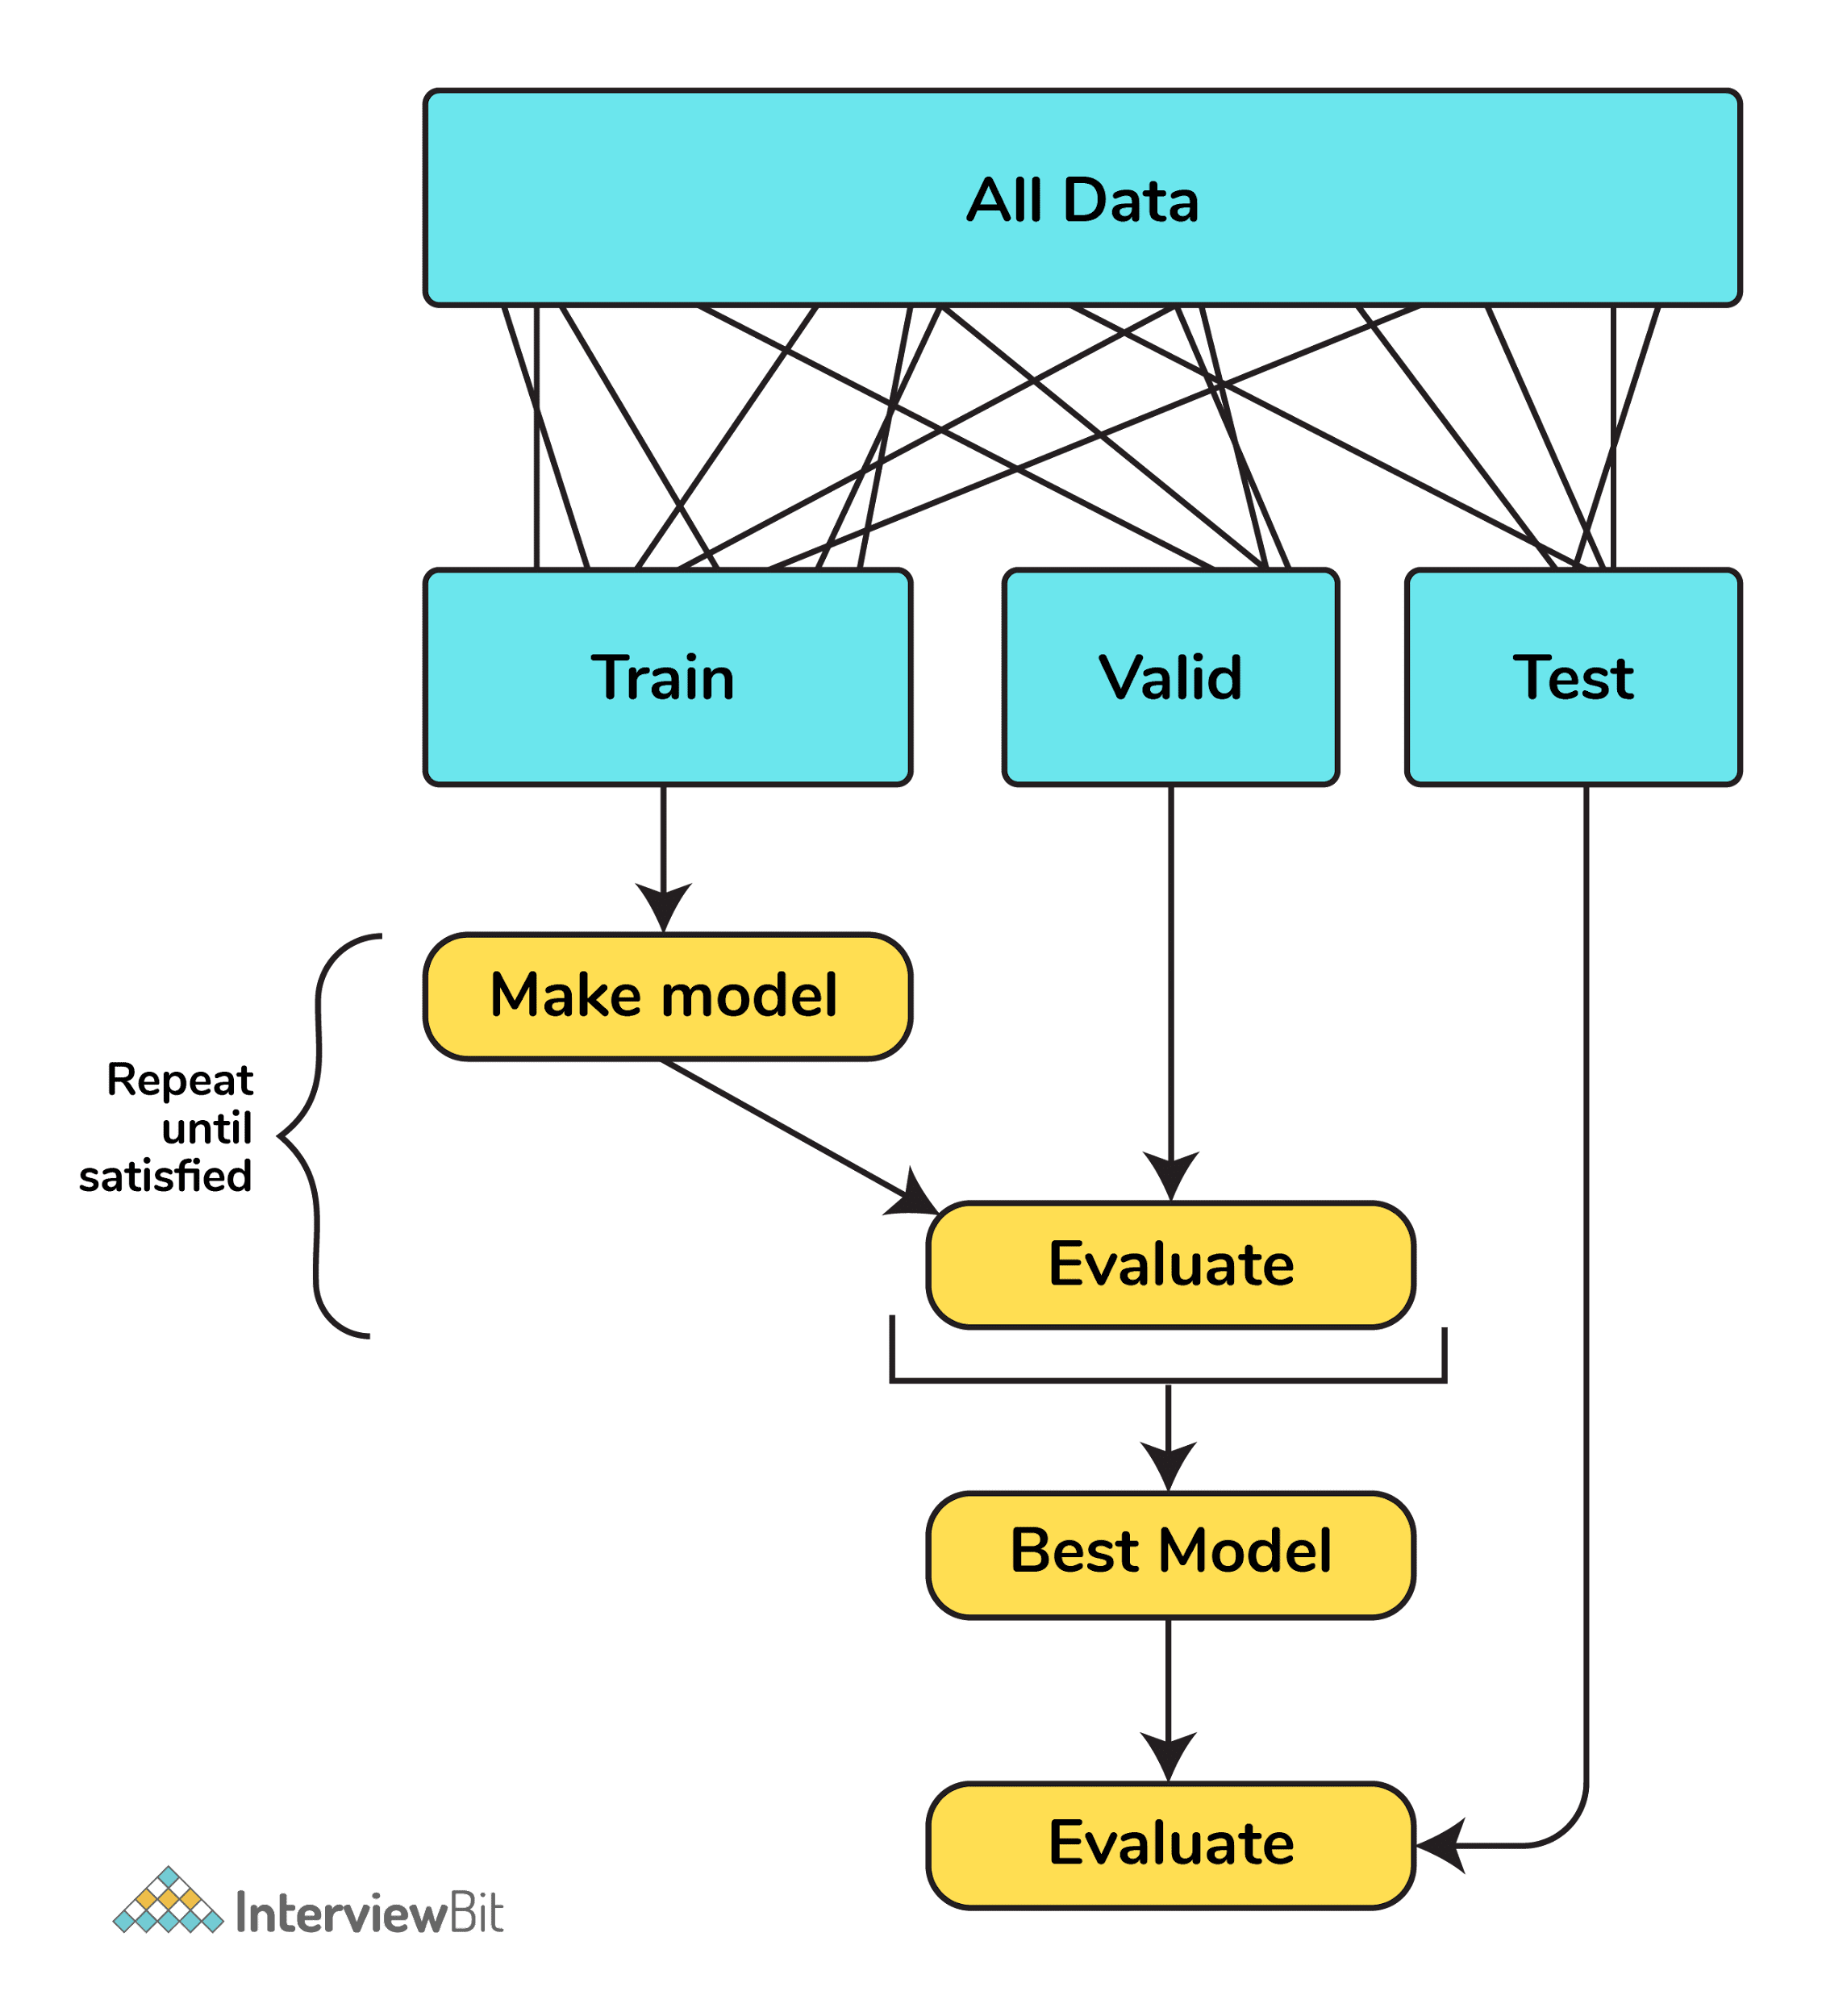 All Data
Train
Valid
Test
Make model
Repeat
until
satisfied
Evaluate
Best Model
Evaluate
InterviewBit